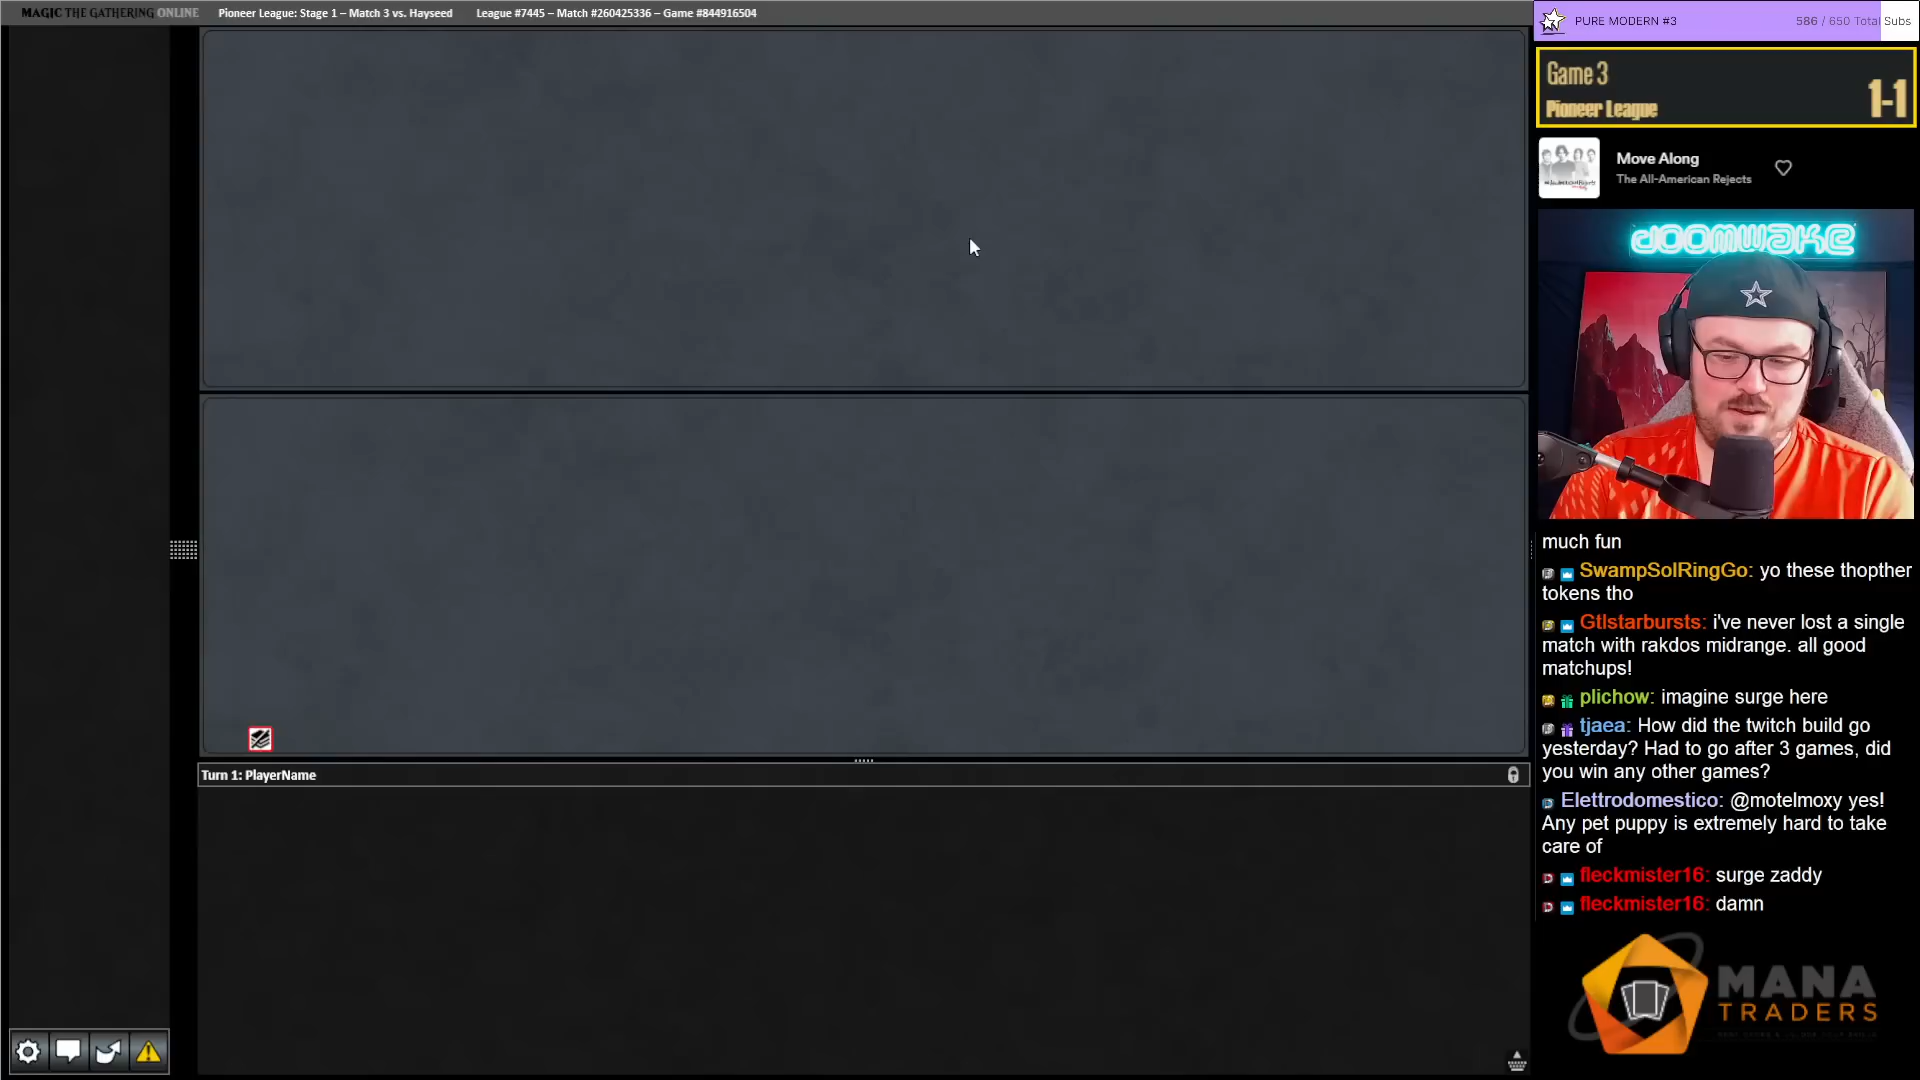 MAGIC THE GATHERING ONLINE
Pioneer League: Stage 1 – Match 3 vs. Hayseed
League #7445 – Match #260425336 – Game #844916504
PURE MODERN #3
586 / 650 Total Subs
Game 3
Pioneer League
1-1
Move Along
The All-American Rejects
doomwake
much fun
SwampSolRingGo: yo these thopther
tokens tho
Gtlstarbursts: i've never lost a single
match with rakdos midrange. all good
matchups!
plichow: imagine surge here
tjaea: How did the twitch build go
yesterday? Had to go after 3 games, did
you win any other games?
Elettrodomestico: @motelmoxy yes!
Any pet puppy is extremely hard to take
care of
fleckmister16: surge zaddy
fleckmister16: damn
Turn 1: PlayerName
MANA
TRADERS